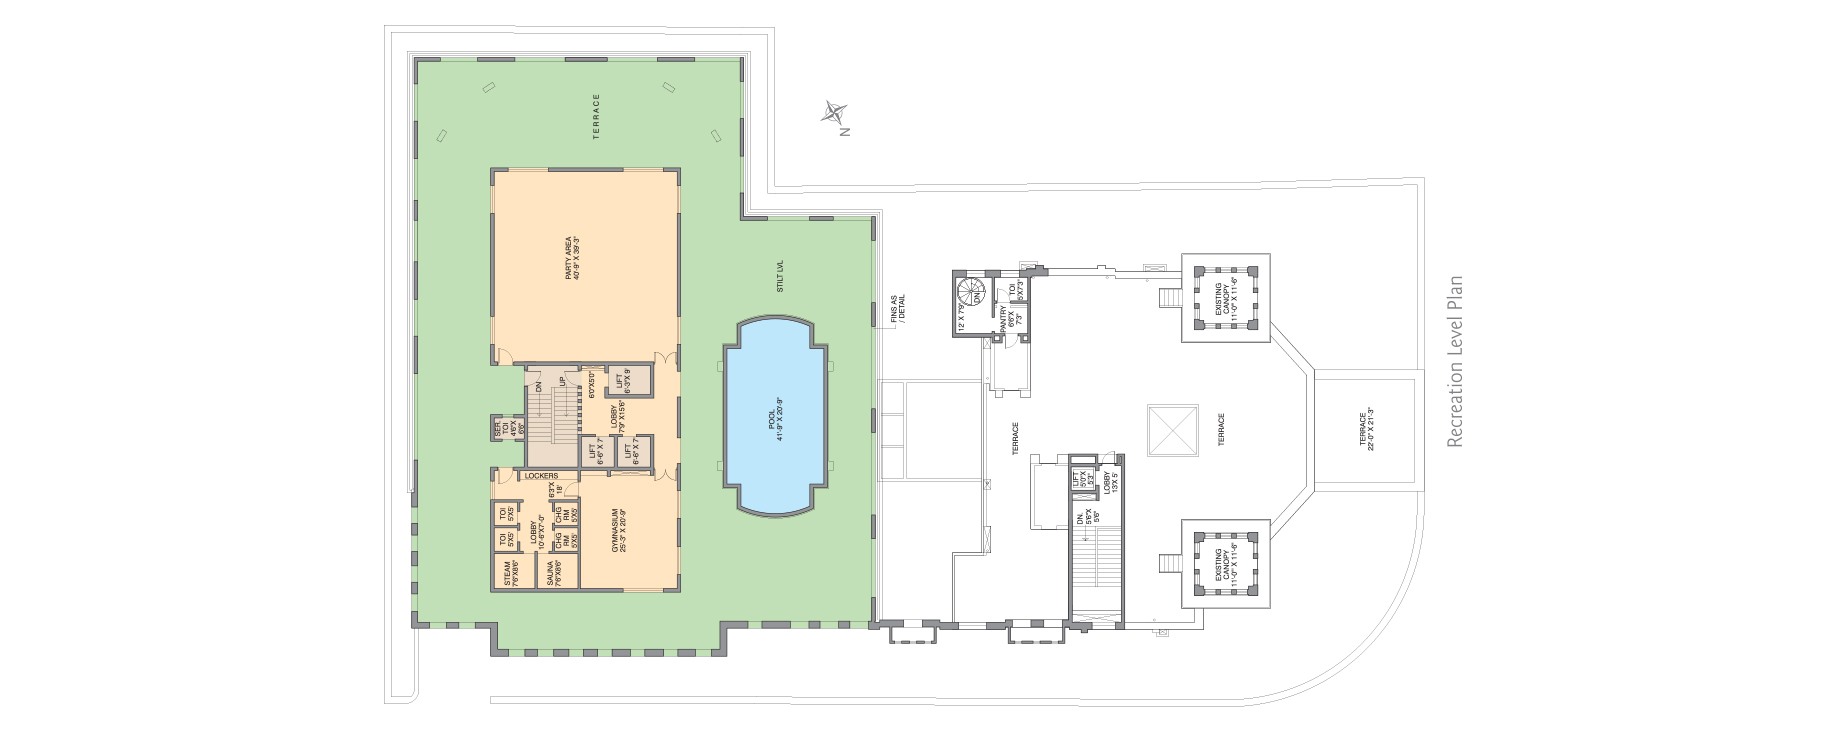 TERRACE
N
PARTY AREA
40'-9" X 39'-3"
STILT LVL
FINS AS
/ DETAIL
DN
UP
6'0"X5'0"
LIFT
6'-3"X 9'
LOBBY
7'9" X15'6"
LIFT
6'-6" X 7'
LIFT
6'-6" X 7'
SER.
TOI
4'6"X
6'6"
POOL
41'-9" X 20'-9"
LOCKERS
6'3"X
18'
TOI
5'X5'
TOI
5'X5'
LOBBY
10'-6"X7'-0"
CHG
RM
5'X5'
CHG
RM
5'X5'
STEAM
7'6"X8'6"
SAUNA
7'6"X8'6"
GYMNASIUM
25'-3" X 20'-9"
12' X 7'9"
DN
TOI
5'X7'3"
PANTRY
6'6"X
7'3"
EXISTING
CANOPY
11'-0" X 11'-6"
TERRACE
TERRACE
TERRACE
22'-0" X 21'-3"
LIFT
5'0"X
5'3"
LOBBY
13'X 5'
DN.
5'6"X
5'6"
EXISTING
CANOPY
11'-0" X 11'-6"
Recreation Level Plan